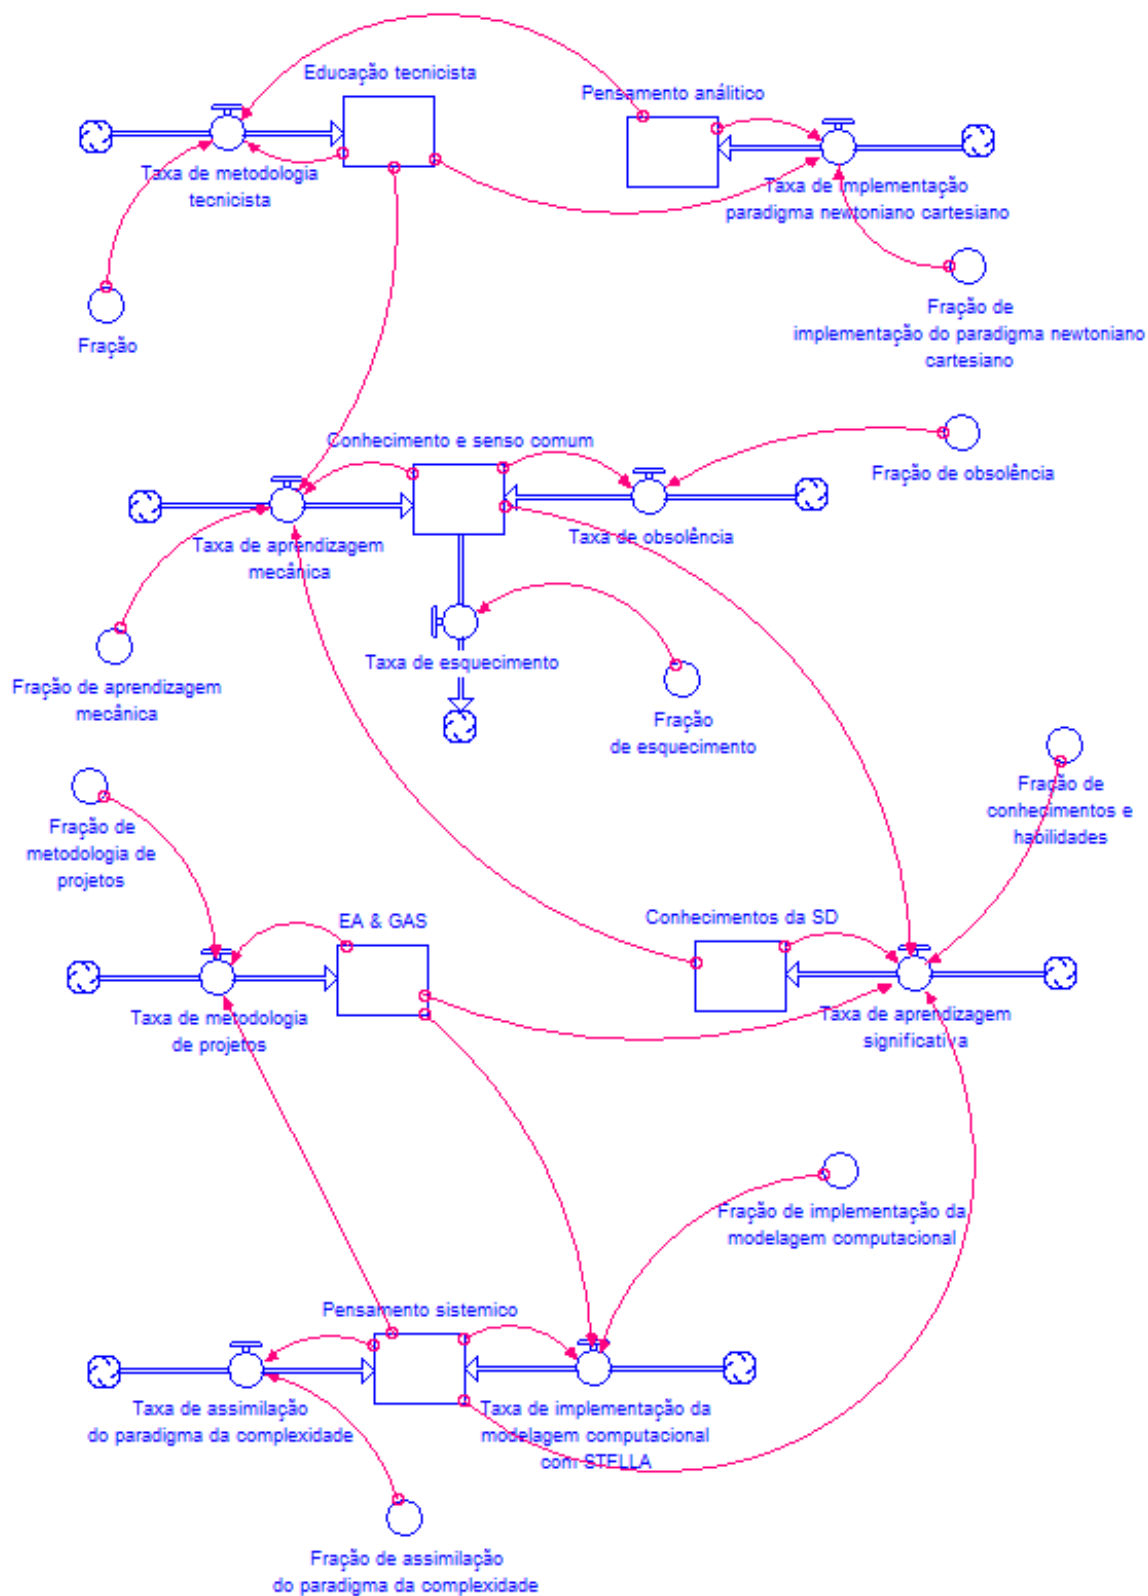 Educação tecnicista
Pensamento análitico
Taxa de metodologia
tecnicista
Taxa de implementação
paradigma newtoniano cartesiano
Fração
Fração de
implementação do paradigma newtoniano
cartesiano
Conhecimento e senso comum
Fração de obsolência
Taxa de aprendizagem
mecânica
Taxa de obsolência
Fração de aprendizagem
mecânica
Taxa de esquecimento
Fração
de esquecimento
Fração de
metodologia de
projetos
Fração de
conhecimentos e
habilidades
EA & GAS
Conhecimentos da SD
Taxa de metodologia
de projetos
Taxa de aprendizagem
significativa
Fração de implementação da
modelagem computacional
Pensamento sistemico
Taxa de assimilação
do paradigma da complexidade
Taxa de implementação da
modelagem computacional
com STELLA
Fração de assimilação
do paradigma da complexidade